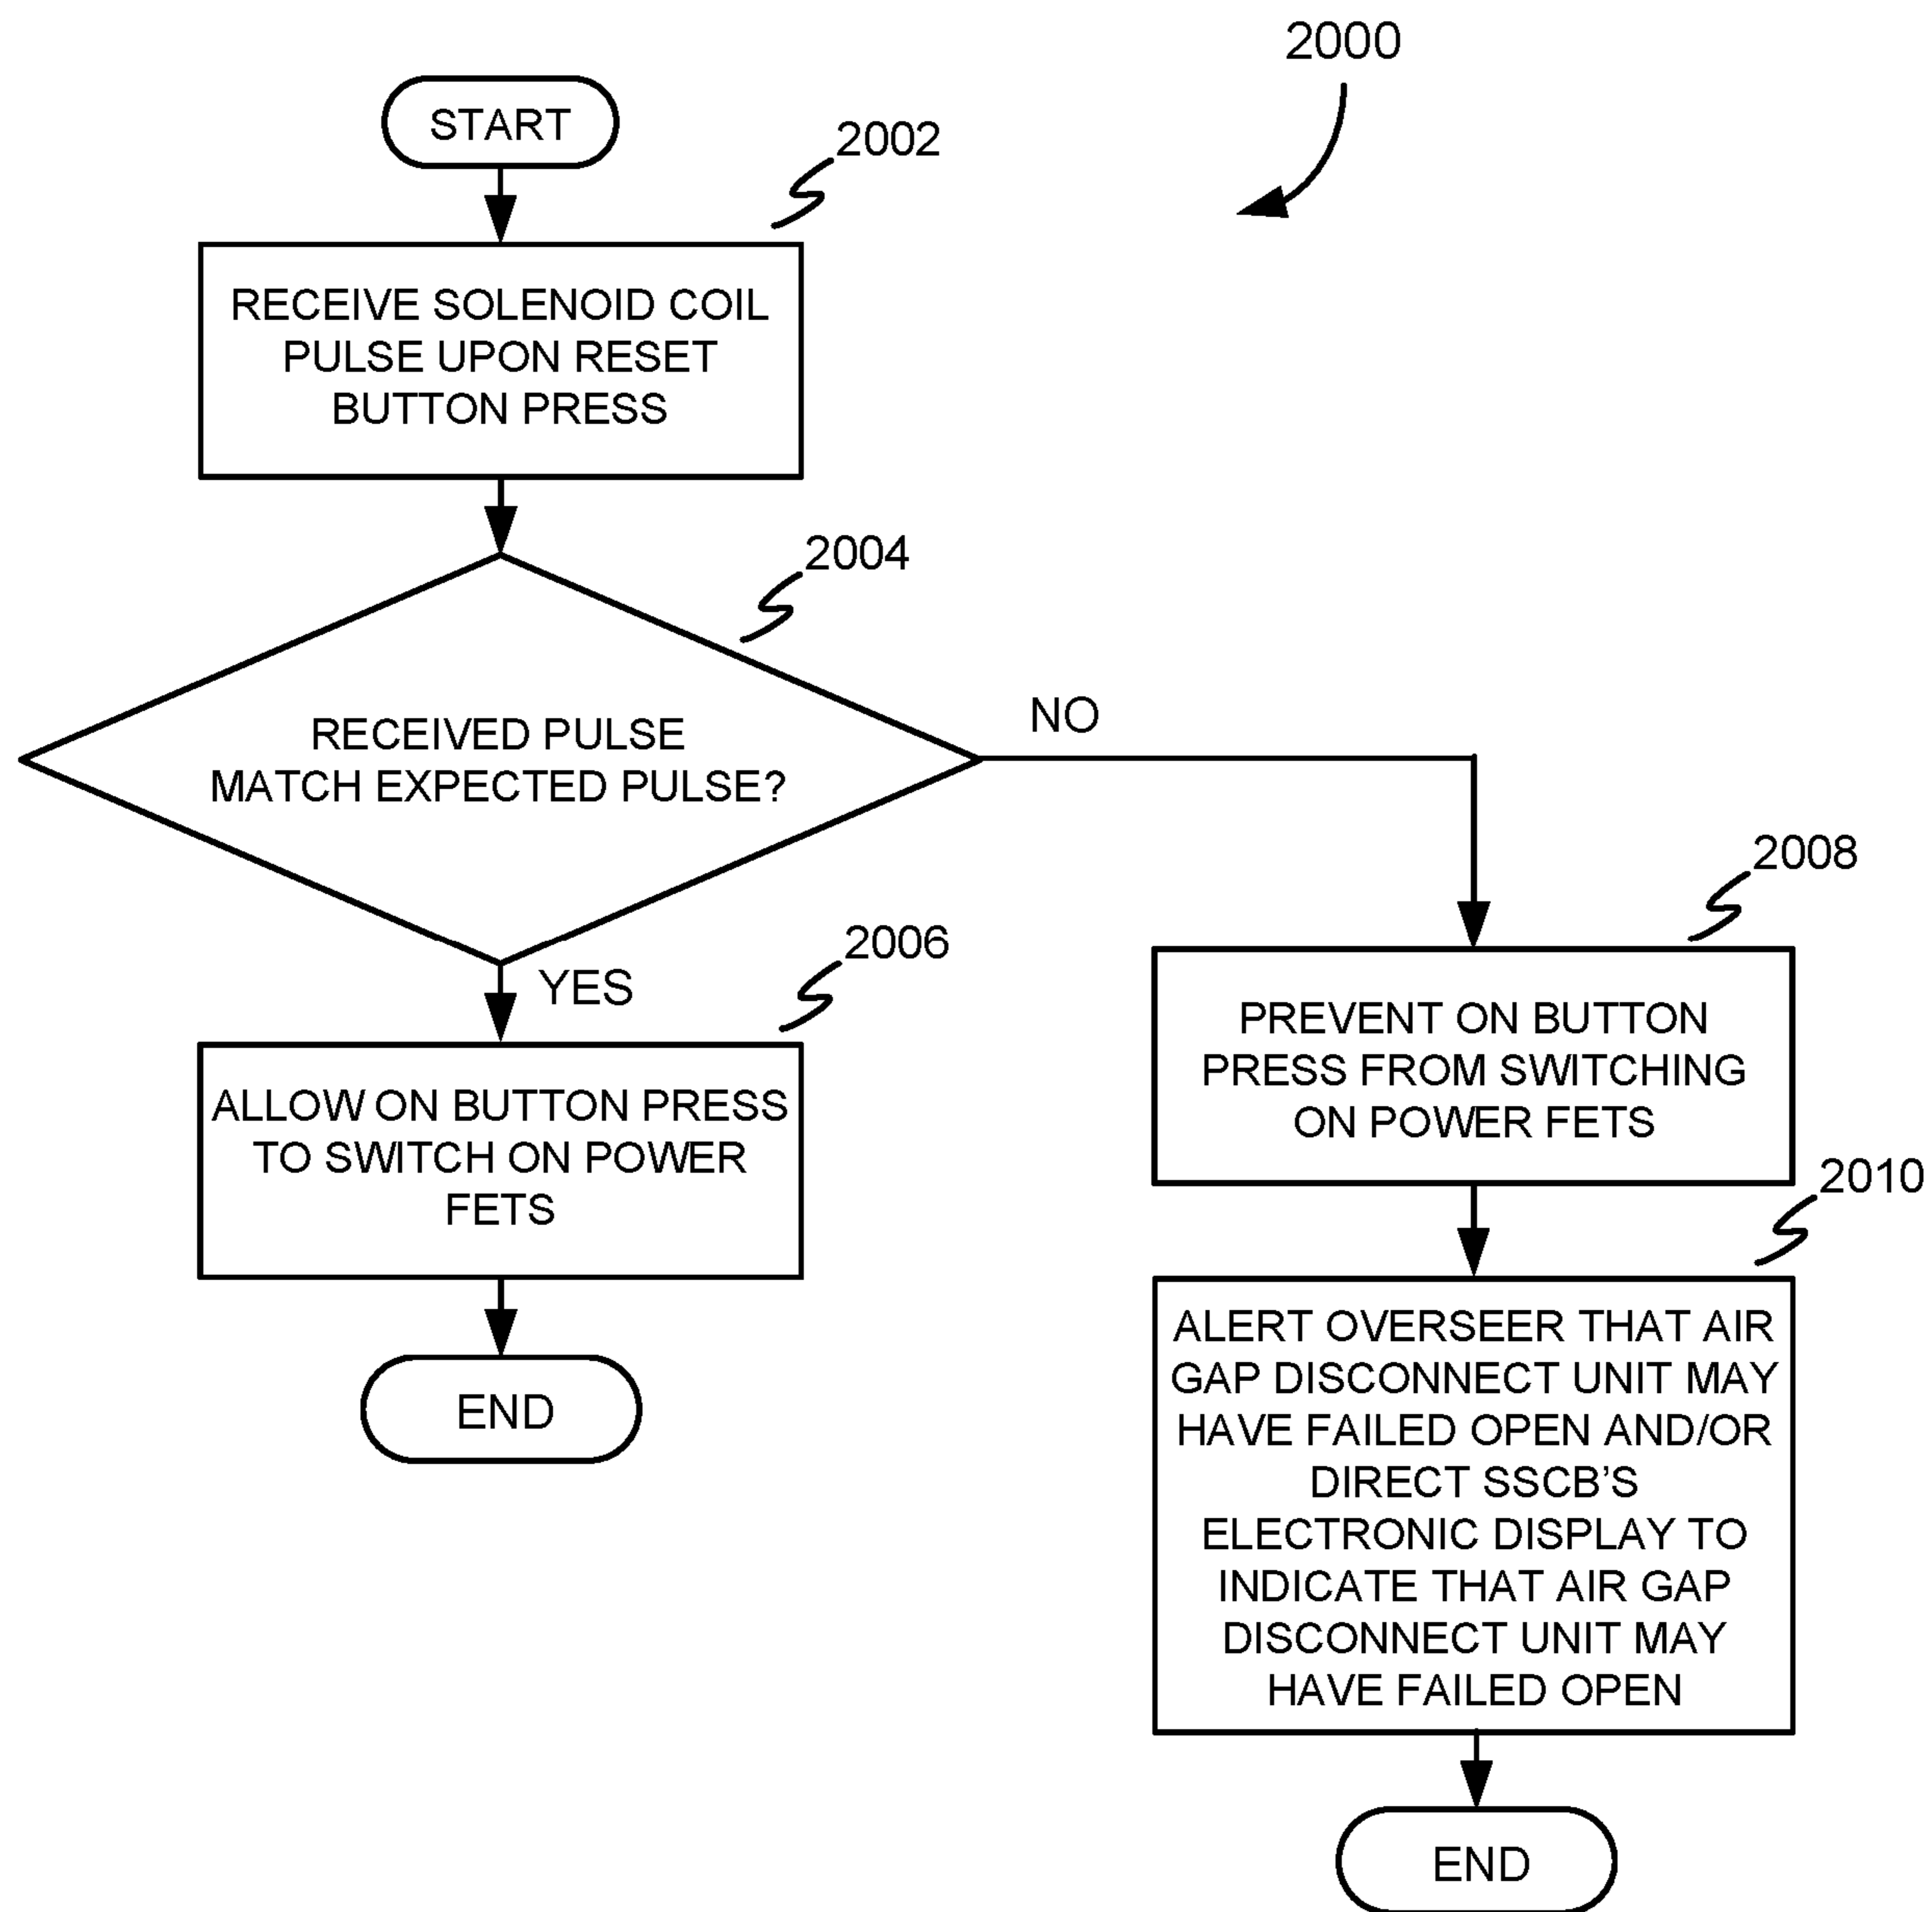 2000
START
2002
RECEIVE SOLENOID COIL
PULSE UPON RESET
BUTTON PRESS
2004
RECEIVED PULSE
MATCH EXPECTED PULSE?
NO
YES
2006
ALLOW ON BUTTON PRESS
TO SWITCH ON POWER
FETS
END
2008
PREVENT ON BUTTON
PRESS FROM SWITCHING
ON POWER FETS
2010
ALERT OVERSEER THAT AIR
GAP DISCONNECT UNIT MAY
HAVE FAILED OPEN AND/OR
DIRECT SSCB’S
ELECTRONIC DISPLAY TO
INDICATE THAT AIR GAP
DISCONNECT UNIT MAY
HAVE FAILED OPEN
END